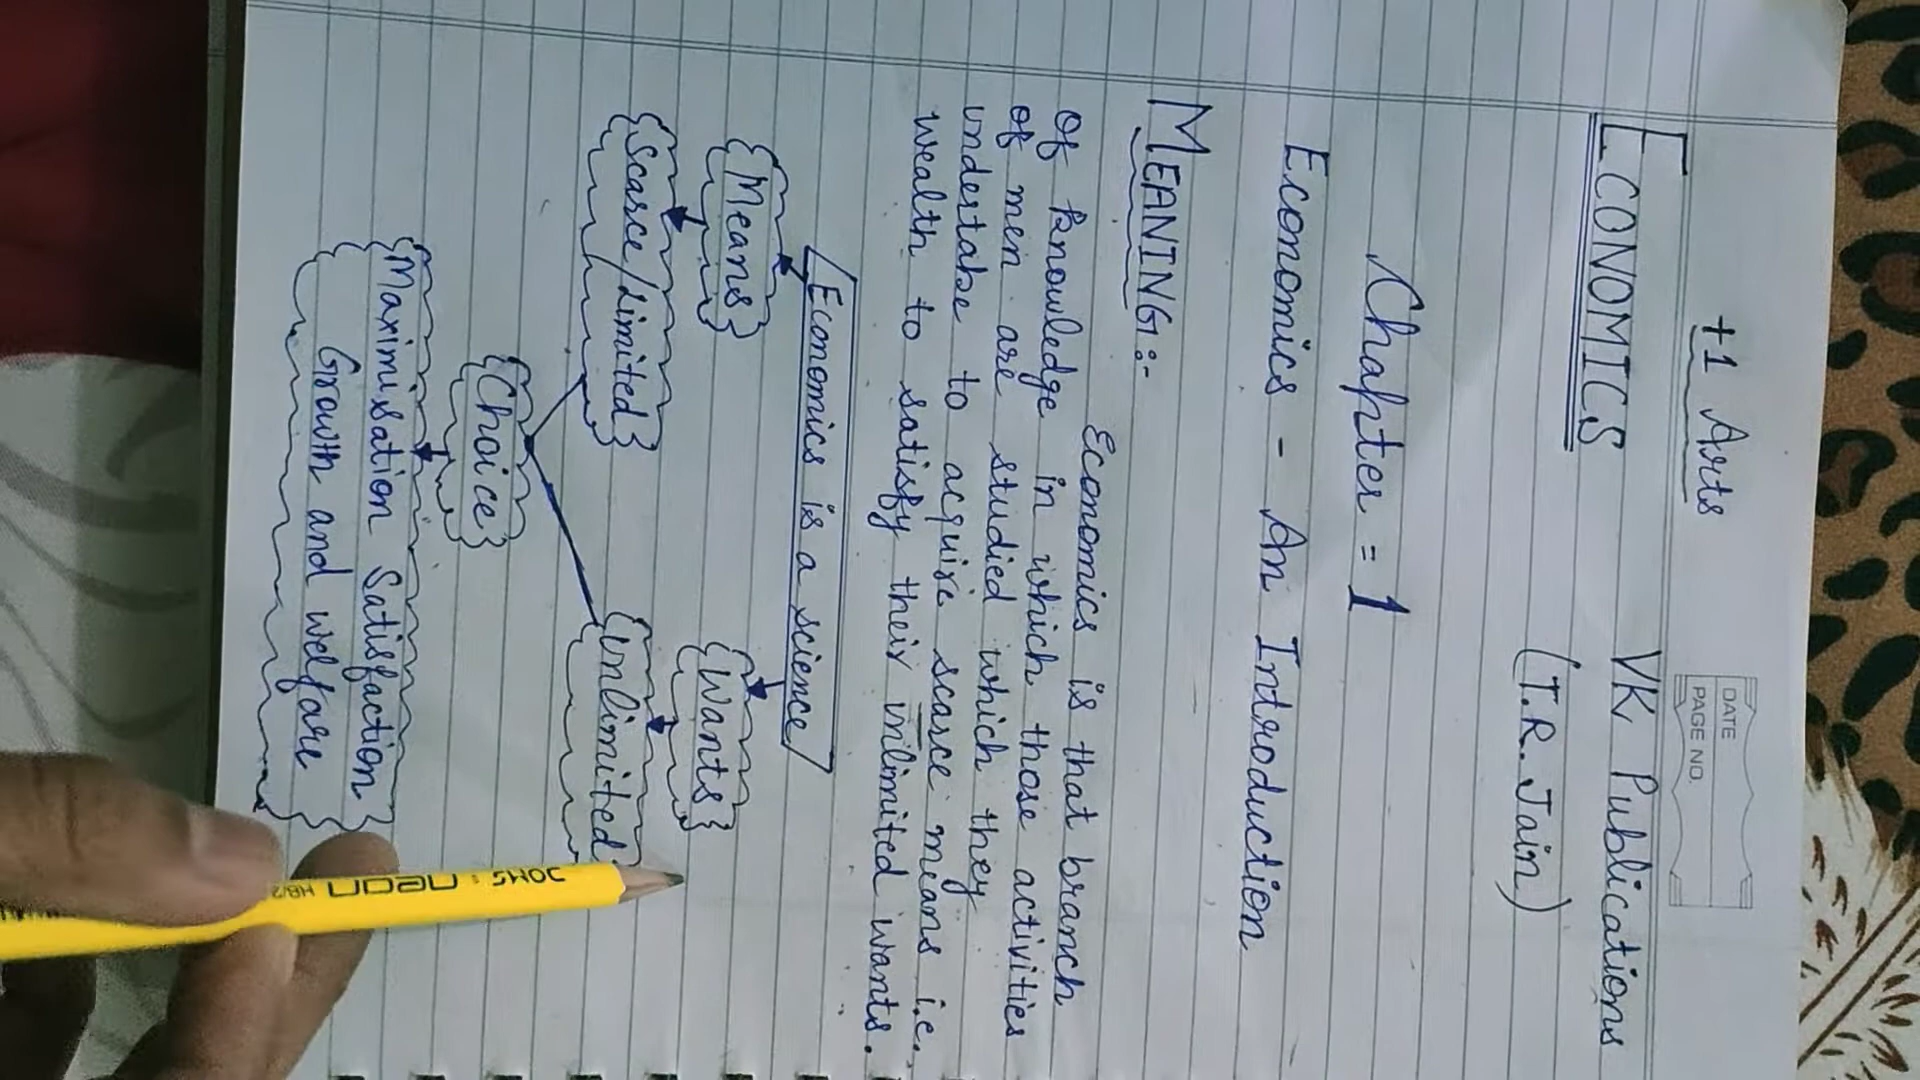 +1 Arts
DATE
PAGE NO.
ECONOMICS
VK Publications
(T.R. Jain)
Chapter = 1
Economics - An Introduction
MEANING:-
Economics is that branch
of knowledge in which those activities
of men are studied which they
undertake to acquire scarce means i.e.,
wealth to satisfy their unlimited wants.
Economics is a science
{Means}
{Wants}
{Scarce/Limited}
{Unlimited
{Choice}
{Maximisation Satisfaction}
Growth and welfare
JOMS: neon HB/2